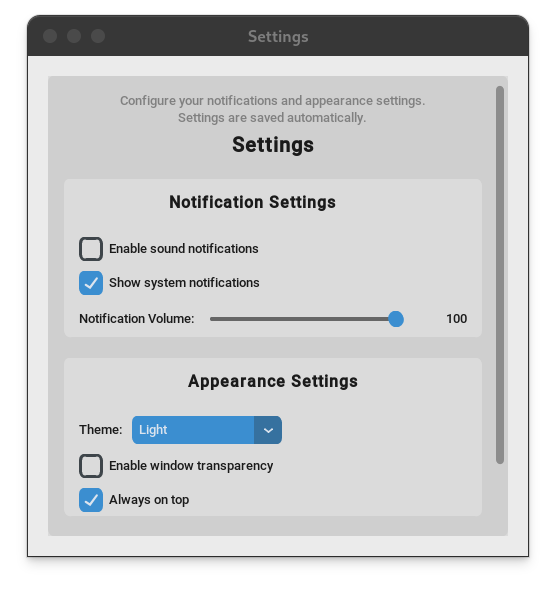 Settings
Configure your notifications and appearance settings.
Settings are saved automatically.
Settings
Notification Settings
Enable sound notifications
Show system notifications
Notification Volume: 100
Appearance Settings
Theme: Light
Enable window transparency
Always on top